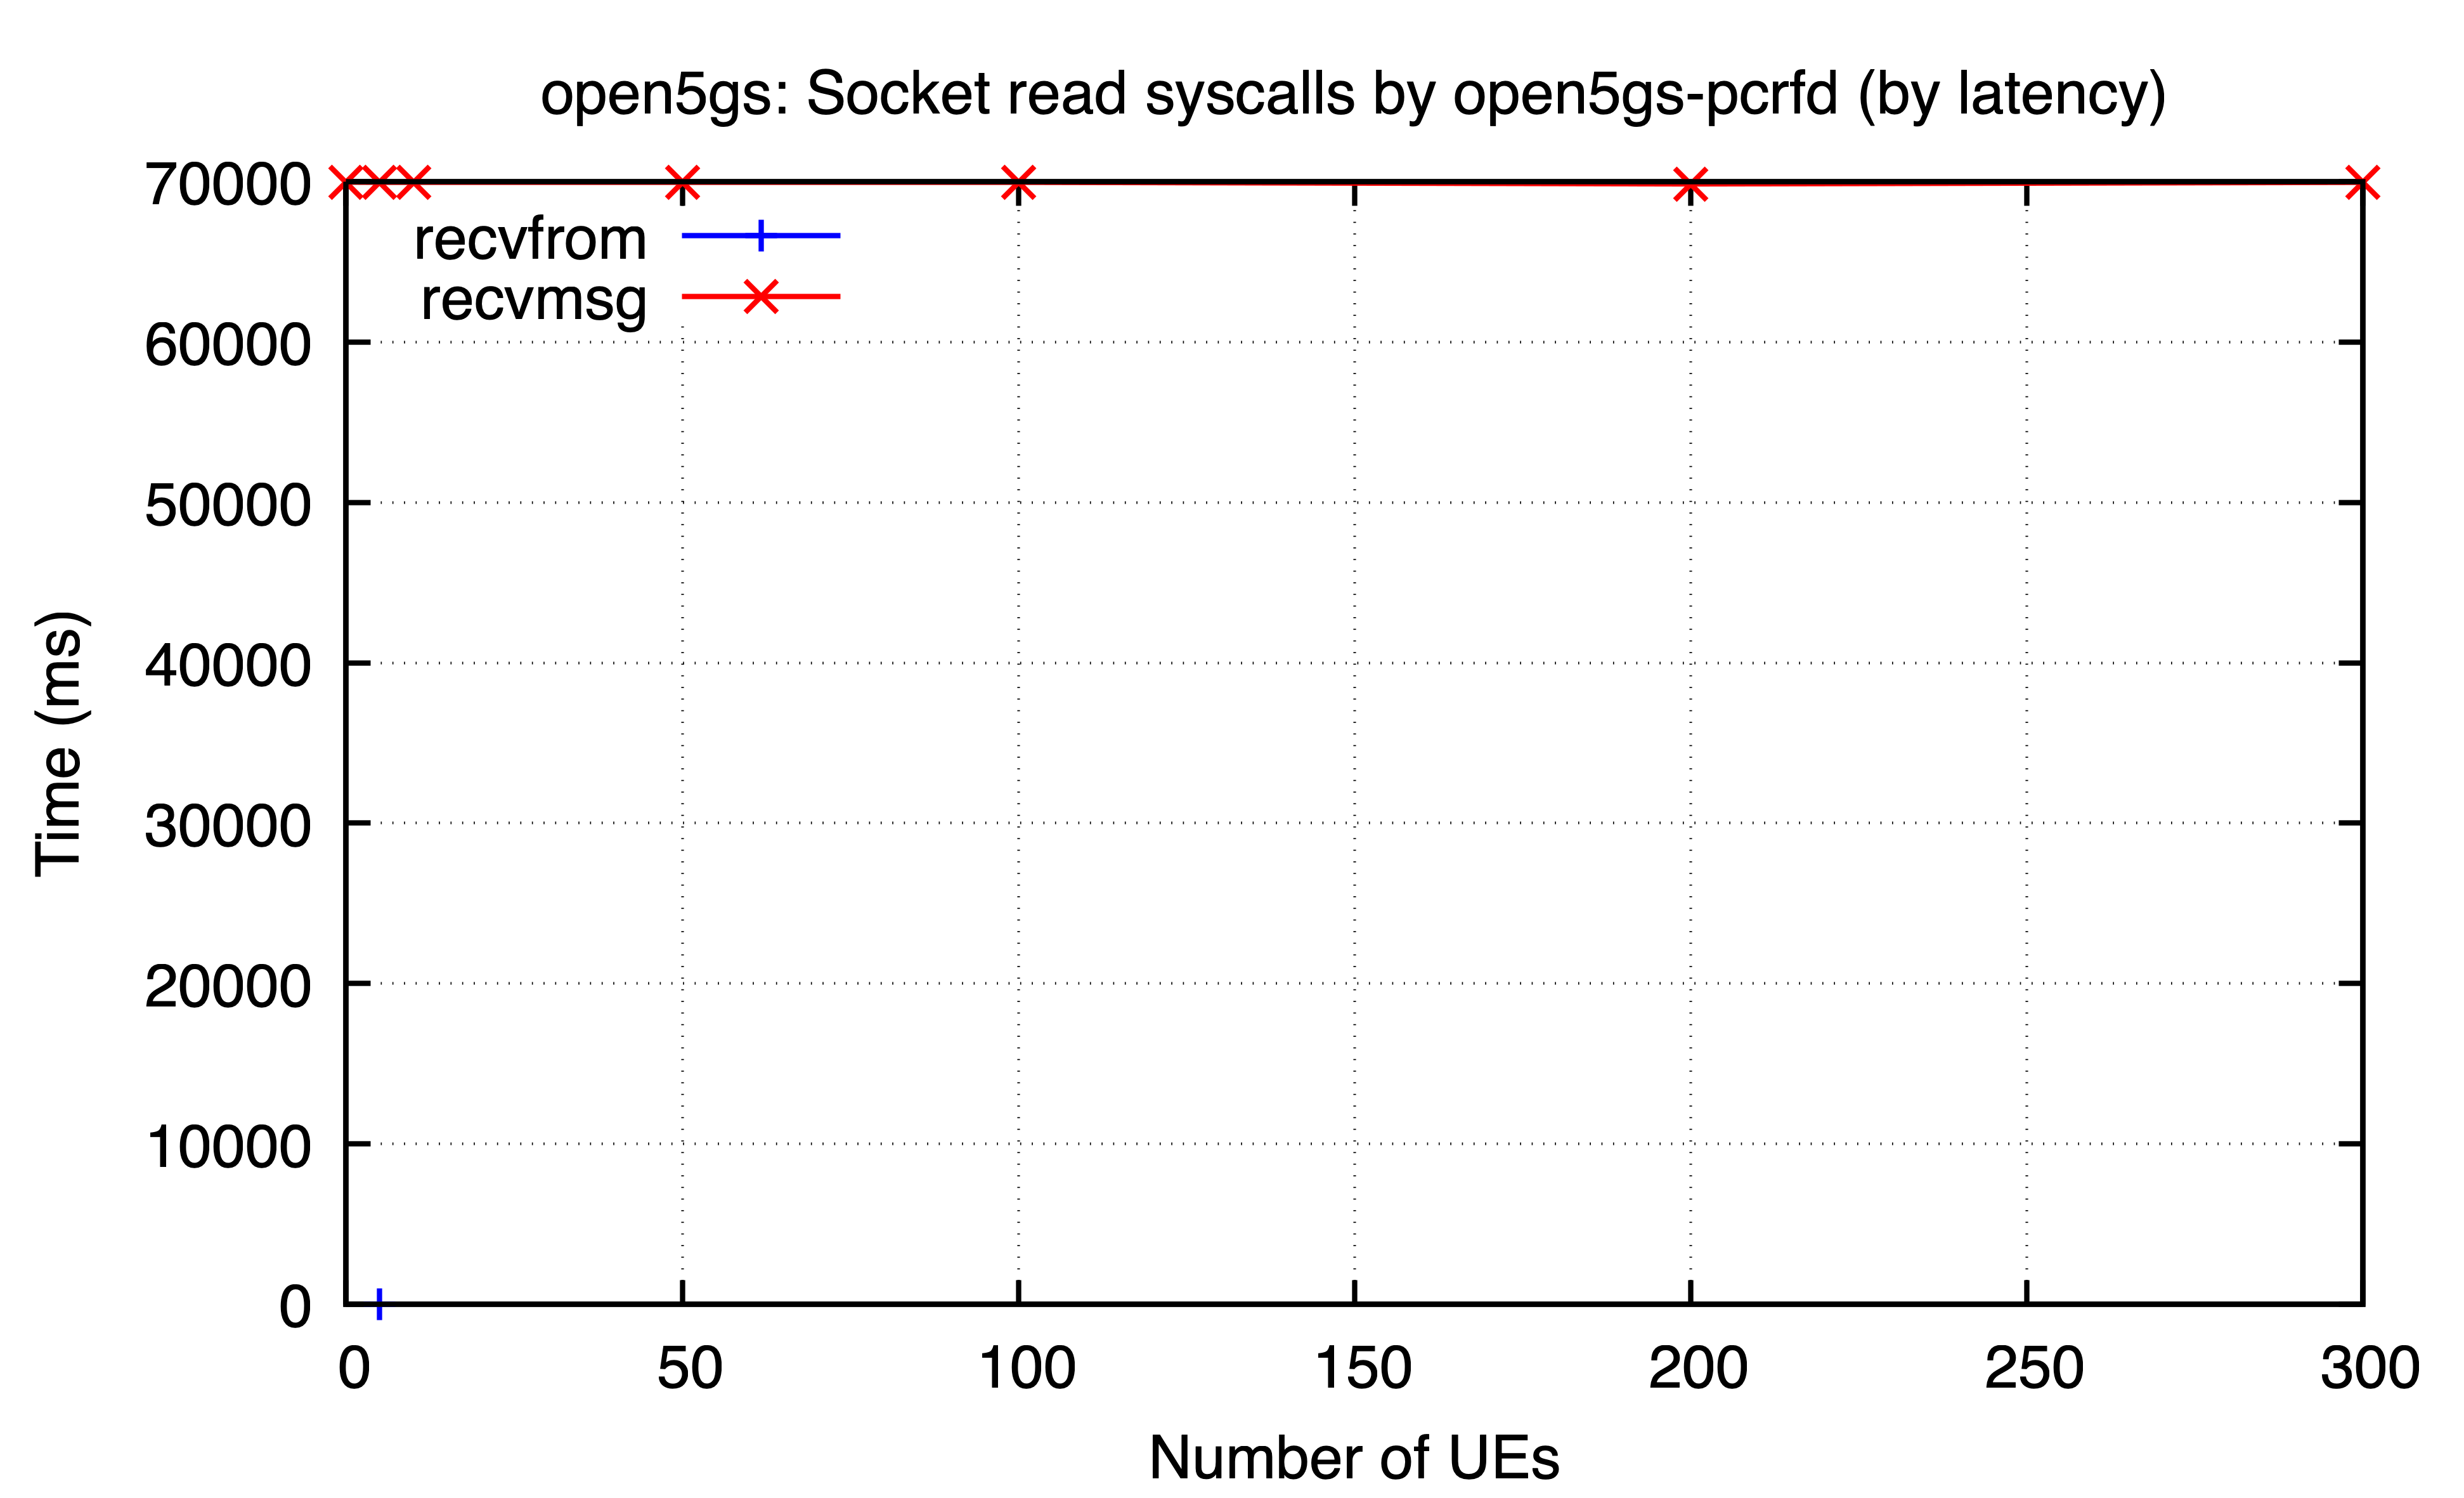 open5gs: Socket read syscalls by open5gs-pcrfd (by latency)
70000
recvfrom
recvmsg
60000
50000
40000
30000
20000
10000
0
Time (ms)
0 50 100 150 200 250 300
Number of UEs